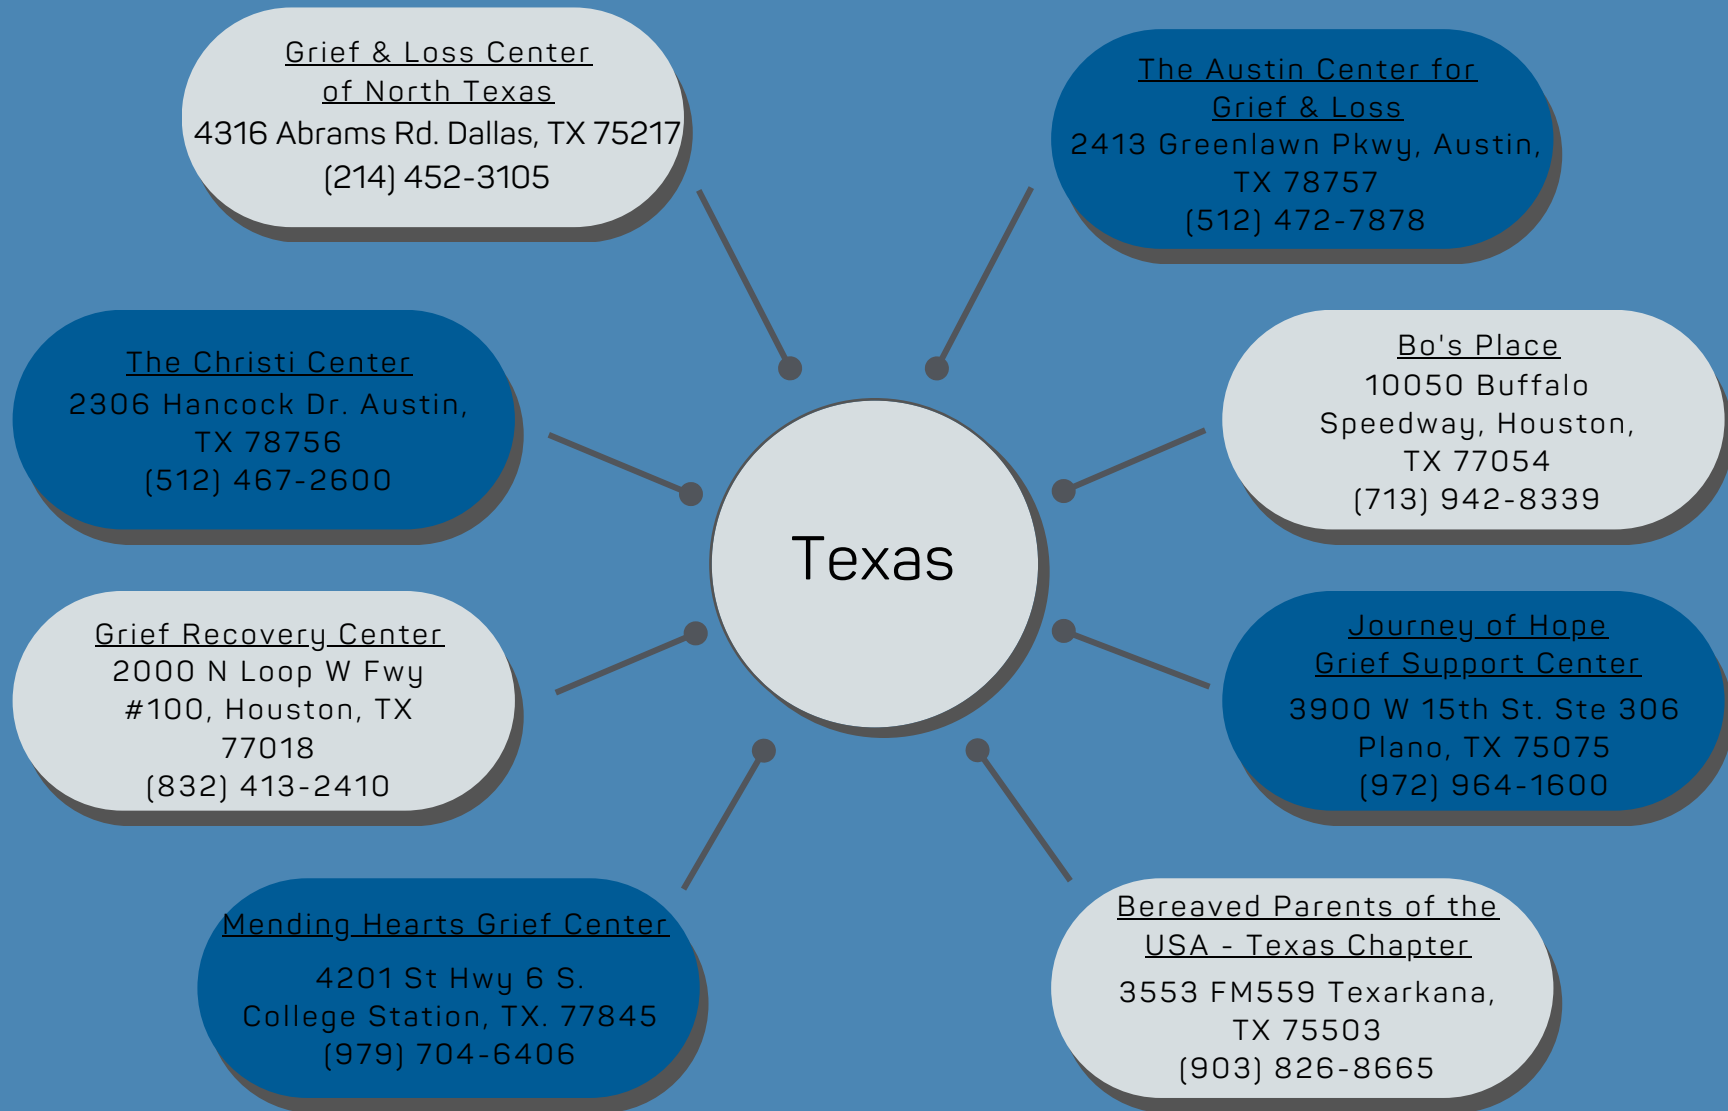 Grief & Loss Center
of North Texas
4316 Abrams Rd. Dallas, TX 75217
(214) 452-3105
The Austin Center for
Grief & Loss
2413 Greenlawn Pkwy, Austin,
TX 78757
(512) 472-7878
The Christi Center
2306 Hancock Dr. Austin,
TX 78756
(512) 467-2600
Bo's Place
10050 Buffalo
Speedway, Houston,
TX 77054
(713) 942-8339
Texas
Grief Recovery Center
2000 N Loop W Fwy
#100, Houston, TX
77018
(832) 413-2410
Journey of Hope
Grief Support Center
3900 W 15th St. Ste 306
Plano, TX 75075
(972) 964-1600
Mending Hearts Grief Center
4201 St Hwy 6 S.
College Station, TX. 77845
(979) 704-6406
Bereaved Parents of the
USA - Texas Chapter
3553 FM559 Texarkana,
TX 75503
(903) 826-8665